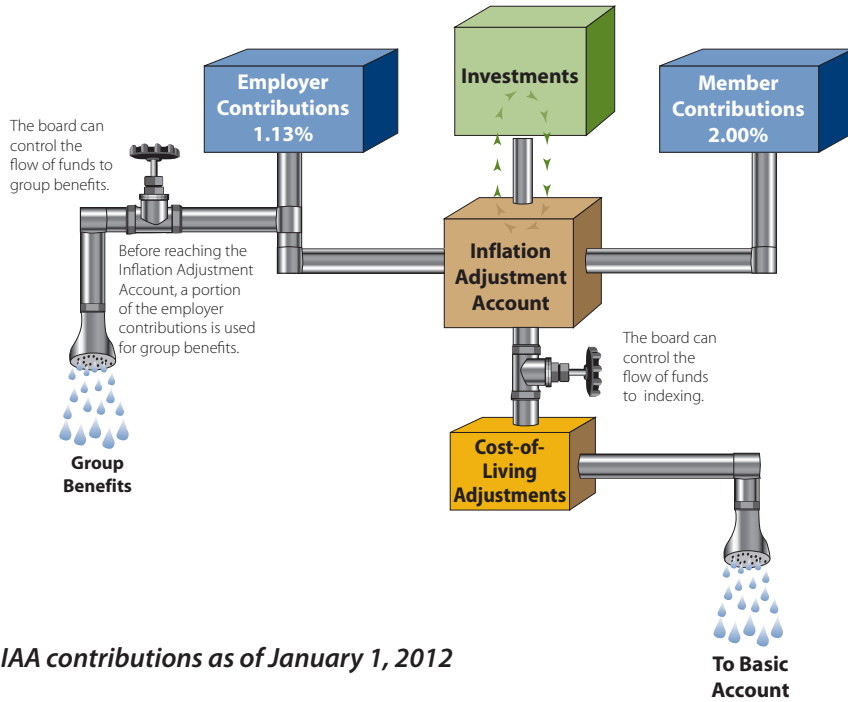 Employer
Contributions
1.13%
Investments
Member
Contributions
2.00%
The board can
control the
flow of funds to
group benefits.
Before reaching the
Inflation Adjustment
Account, a portion
of the employer
contributions is used
for group benefits.
Inflation
Adjustment
Account
The board can
control the
flow of funds
to indexing.
Group
Benefits
Cost-of-
Living
Adjustments
IAA contributions as of January 1, 2012
To Basic
Account